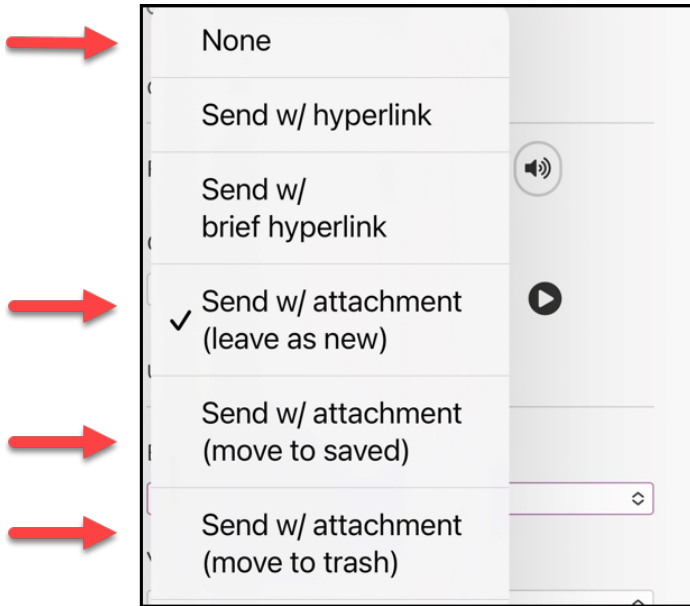 None
Send w/ hyperlink
Send w/
brief hyperlink
Send w/ attachment
(leave as new)
Send w/ attachment
(move to saved)
Send w/ attachment
(move to trash)